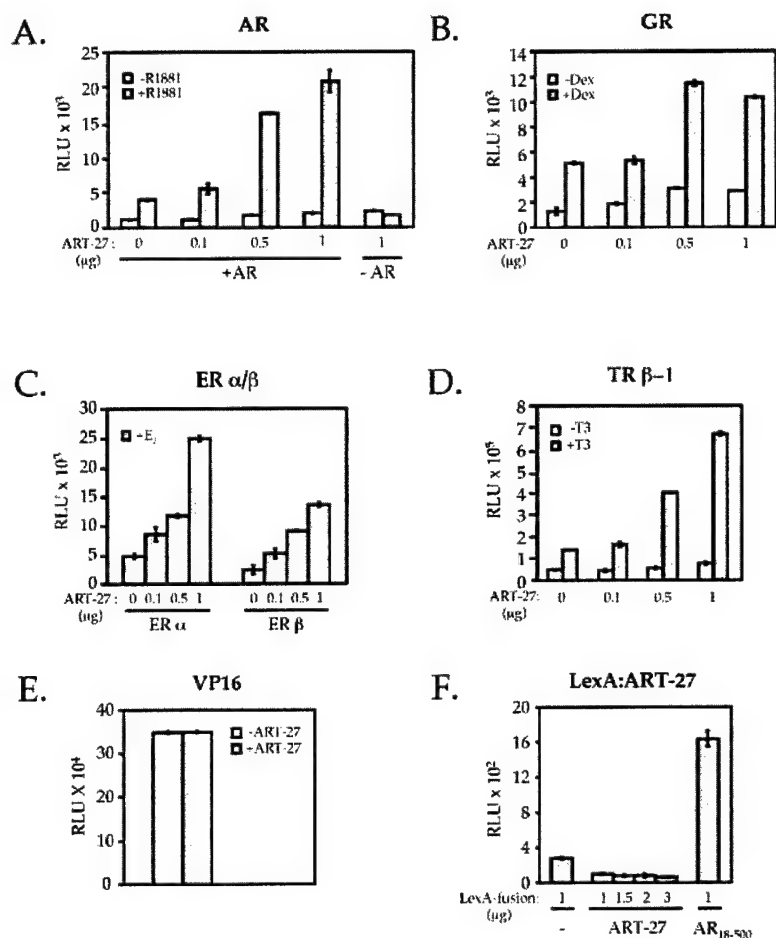 A.
AR
RLU x 10³
25
20
15
10
5
0
-R1881
+R1881
ART-27 : 0 0.1 0.5 1 1
(µg)
+AR - AR
B.
GR
RLU x 10³
14
12
10
8
6
4
2
0
-Dex
+Dex
ART-27 : 0 0.1 0.5 1
(µg)
C.
ER α/β
RLU x 10³
30
25
20
15
10
5
0
+E₂
ART-27 : 0 0.1 0.5 1 0 0.1 0.5 1
(µg)
ER α ER β
D.
TR β–1
RLU x 10⁵
8
7
6
5
4
3
2
1
0
-T3
+T3
ART-27 : 0 0.1 0.5 1
(µg)
E.
VP16
RLU X 10⁴
40
30
20
10
0
-ART-27
+ART-27
F.
LexA:ART-27
RLU x 10²
20
16
12
8
4
0
LexA-fusion: 1 1 1.5 2 3 1
(µg)
- ART-27 AR₁₈₋₅₀₀